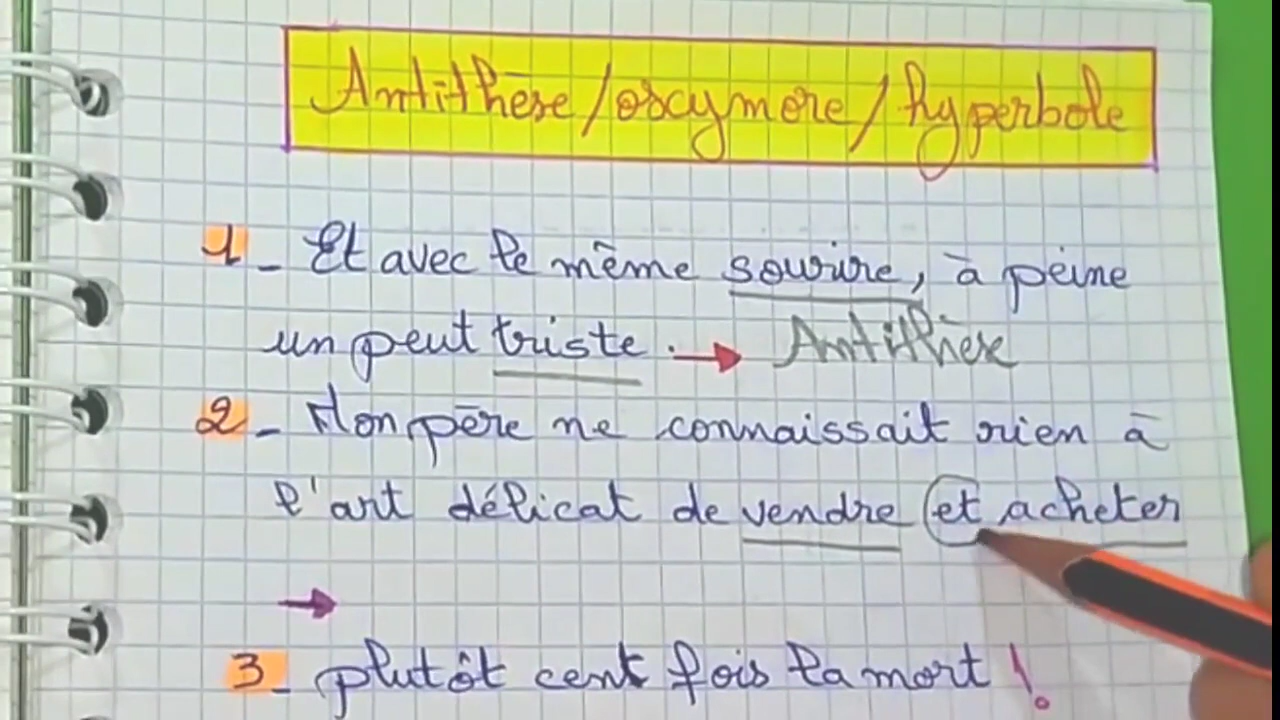 Antithèse/oxymore/hyperbole
1 - Et avec le même sourire, à peine
un peut triste. → Antithèse
2 - Mon père ne connaissait rien à
l'art délicat de vendre et acheter
→
3 - plutôt cent fois la mort !